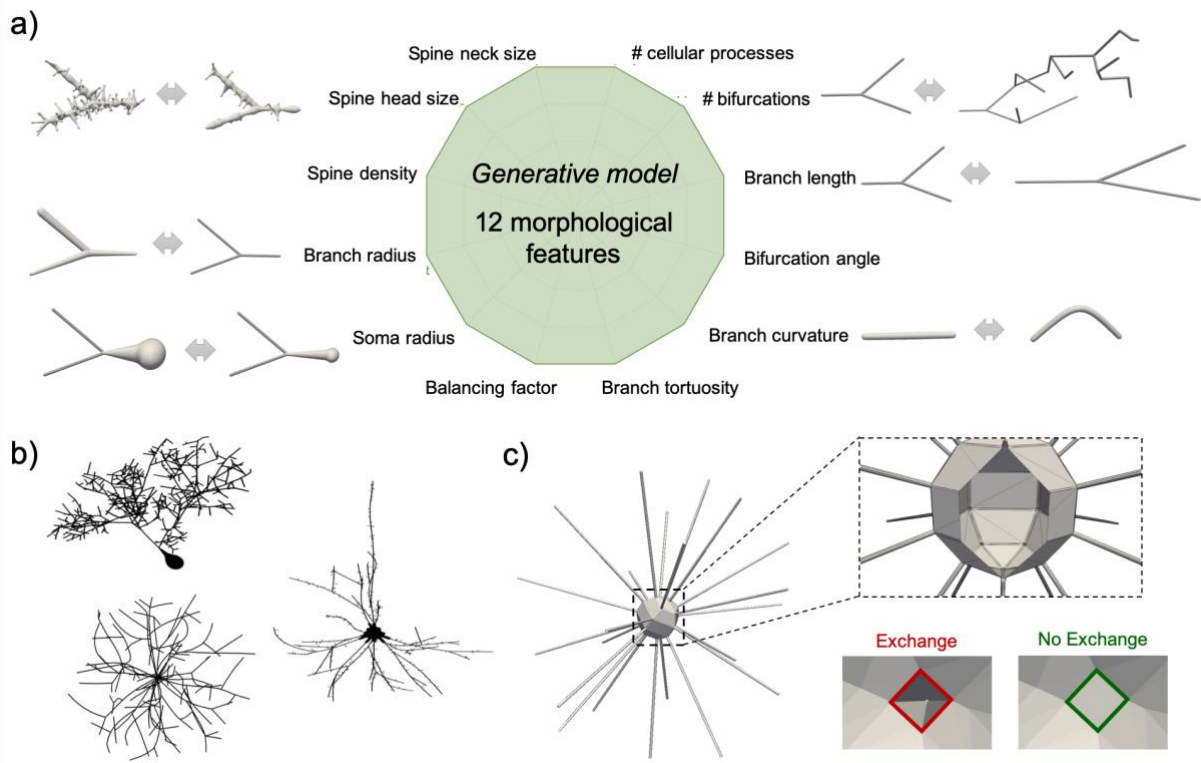 a)
Spine neck size
# cellular processes
Spine head size
# bifurcations
Spine density
Generative model
12 morphological
features
Branch length
Branch radius
Bifurcation angle
t
Soma radius
Branch curvature
Balancing factor
Branch tortuosity
b)
c)
Exchange
No Exchange